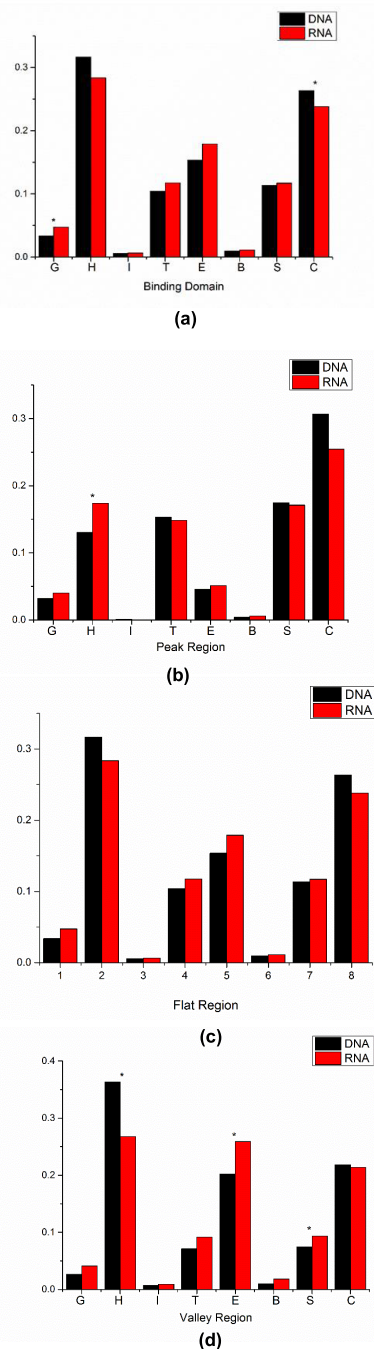 DNA
RNA
0.3
0.2
0.1
0.0
*
*
G H I T E B S C
Binding Domain
(a)
DNA
RNA
0.3
0.2
0.1
0.0
*
G H I T E B S C
Peak Region
(b)
DNA
RNA
0.3
0.2
0.1
0.0
1 2 3 4 5 6 7 8
Flat Region
(c)
DNA
RNA
0.4
0.3
0.2
0.1
0.0
*
*
*
G H I T E B S C
Valley Region
(d)